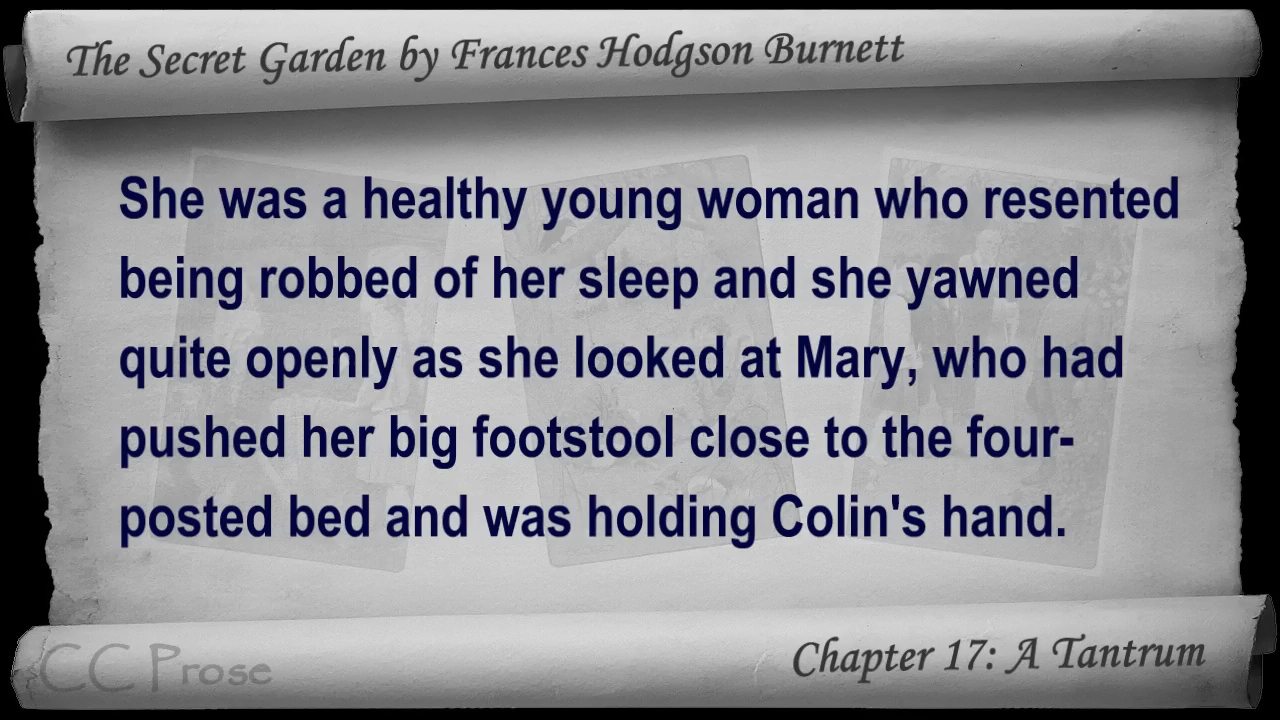 The Secret Garden by Frances Hodgson Burnett
She was a healthy young woman who resented
being robbed of her sleep and she yawned
quite openly as she looked at Mary, who had
pushed her big footstool close to the four-
posted bed and was holding Colin's hand.
CC Prose
Chapter 17: A Tantrum